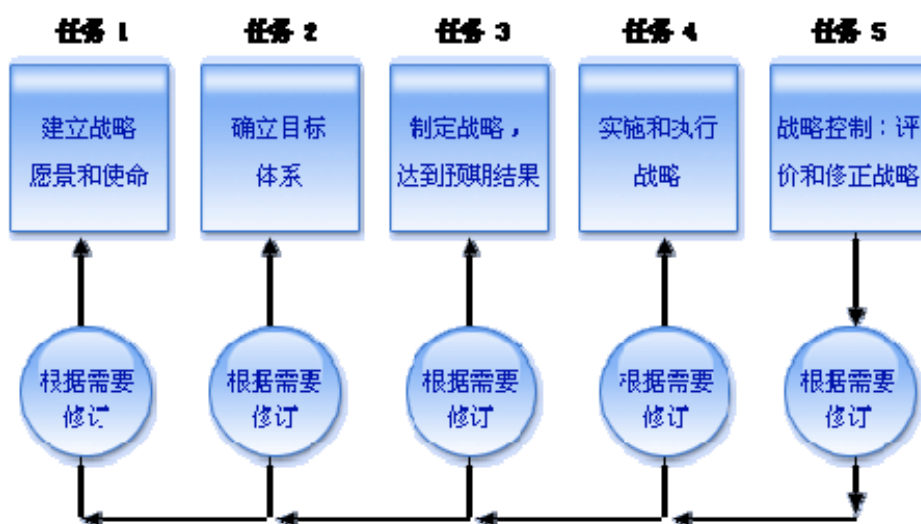 任务 1
任务 2
任务 3
任务 4
任务 5
建立战略
愿景和使命
确立目标
体系
制定战略，
达到预期结果
实施和执行
战略
战略控制：评
价和修正战略
根据需要
修订
根据需要
修订
根据需要
修订
根据需要
修订
根据需要
修订